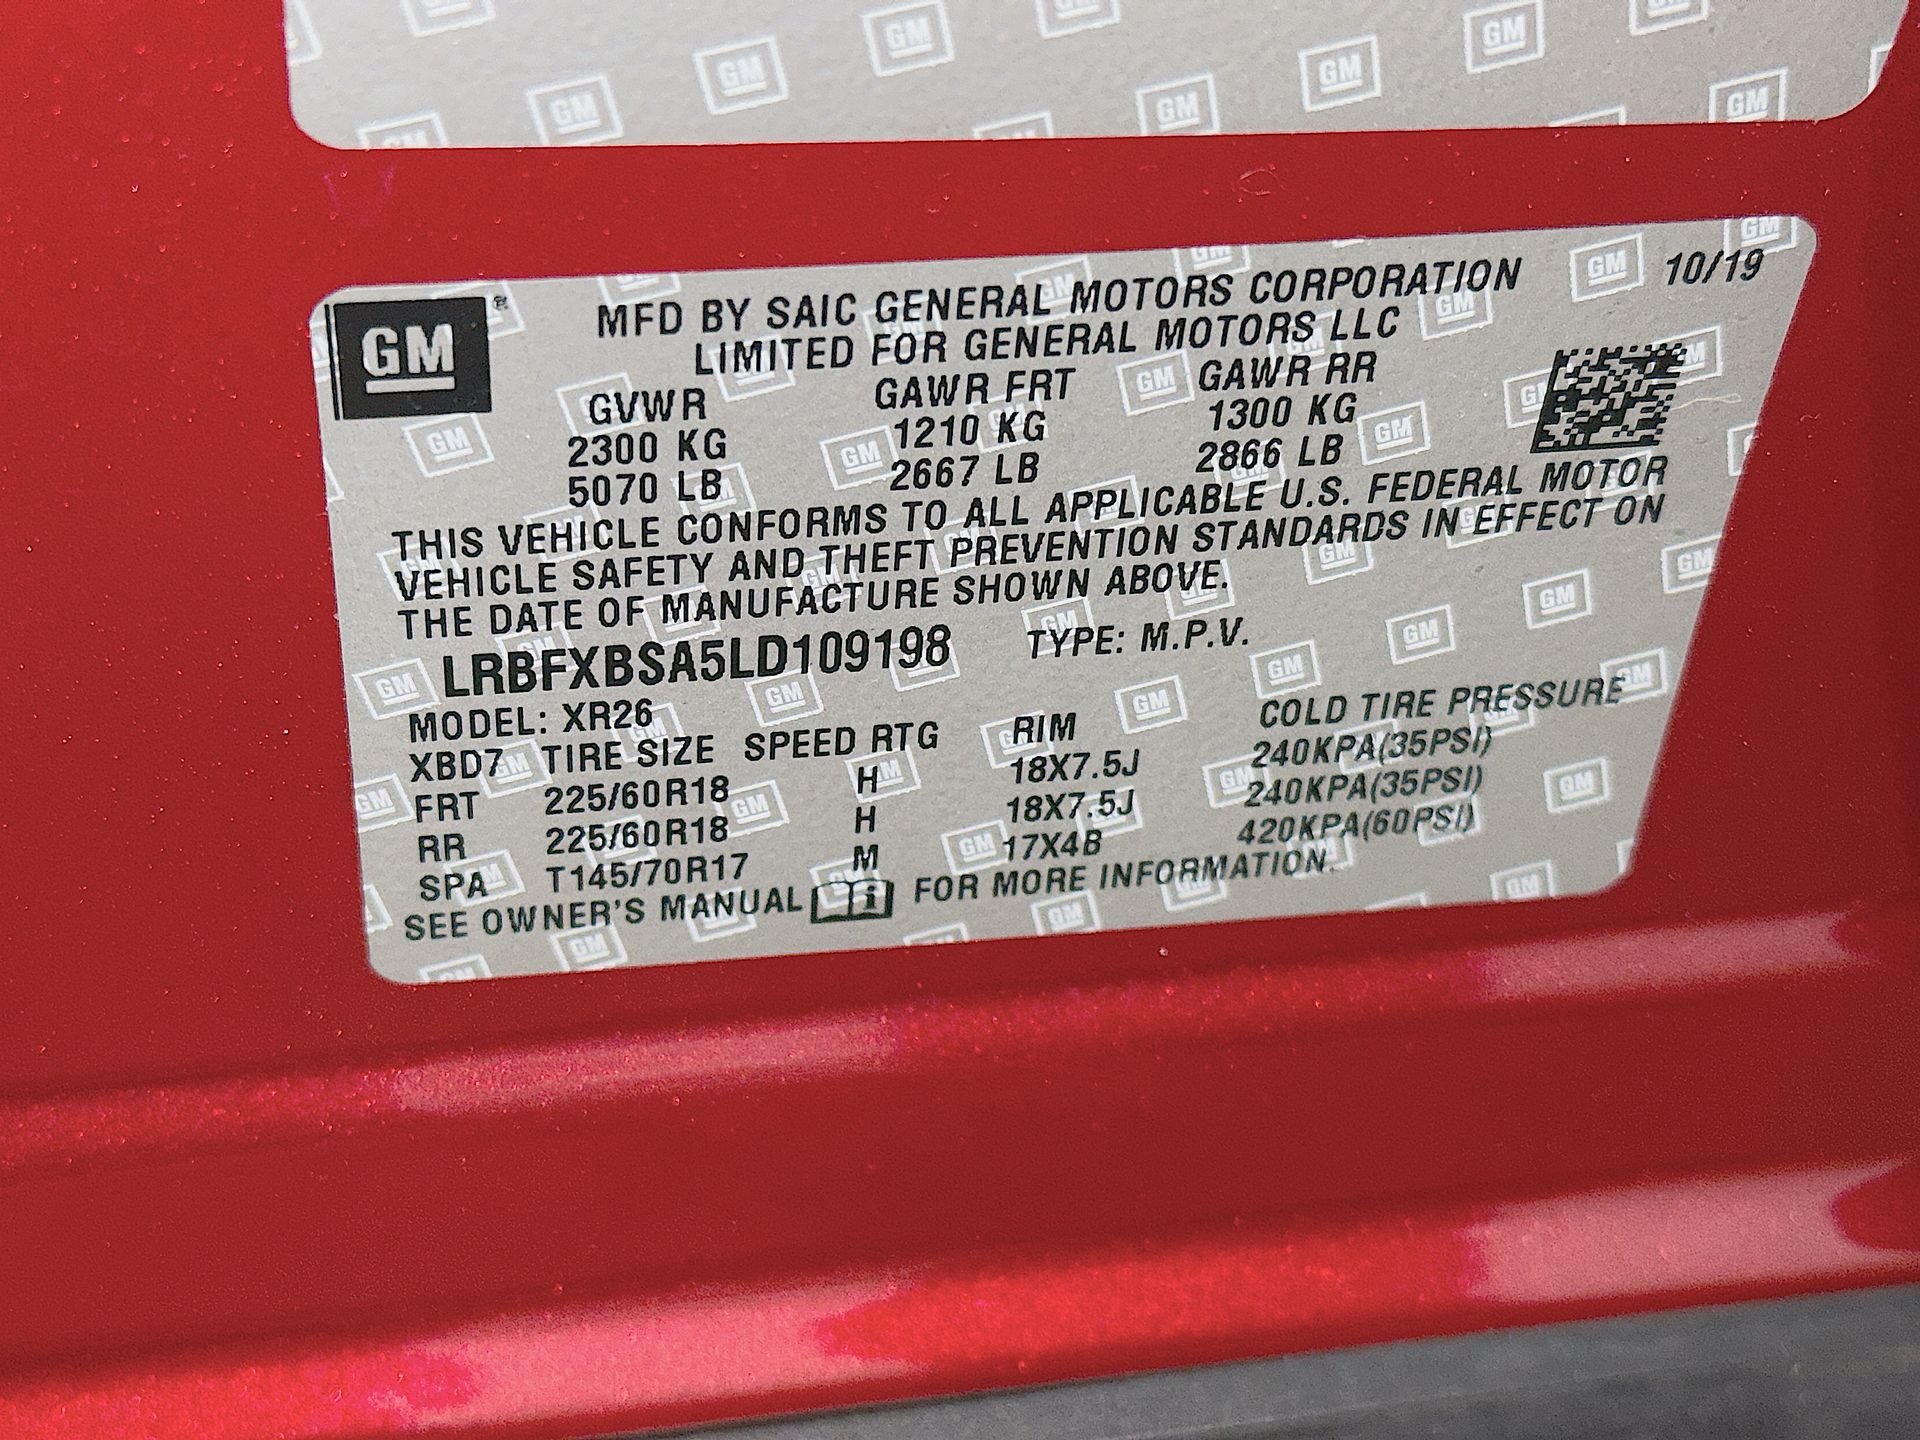 GM
MFD BY SAIC GENERAL MOTORS CORPORATION 10/19
LIMITED FOR GENERAL MOTORS LLC
GVWR GAWR FRT GAWR RR
2300 KG 1210 KG 1300 KG
5070 LB 2667 LB 2866 LB
THIS VEHICLE CONFORMS TO ALL APPLICABLE U.S. FEDERAL MOTOR
VEHICLE SAFETY AND THEFT PREVENTION STANDARDS IN EFFECT ON
THE DATE OF MANUFACTURE SHOWN ABOVE.
LRBFXBSA5LD109198 TYPE: M.P.V.
MODEL: XR26
XBD7 TIRE SIZE SPEED RTG RIM COLD TIRE PRESSURE
FRT 225/60R18 H 18X7.5J 240KPA(35PSI)
RR 225/60R18 H 18X7.5J 240KPA(35PSI)
SPA T145/70R17 M 17X4B 420KPA(60PSI)
SEE OWNER'S MANUAL FOR MORE INFORMATION.